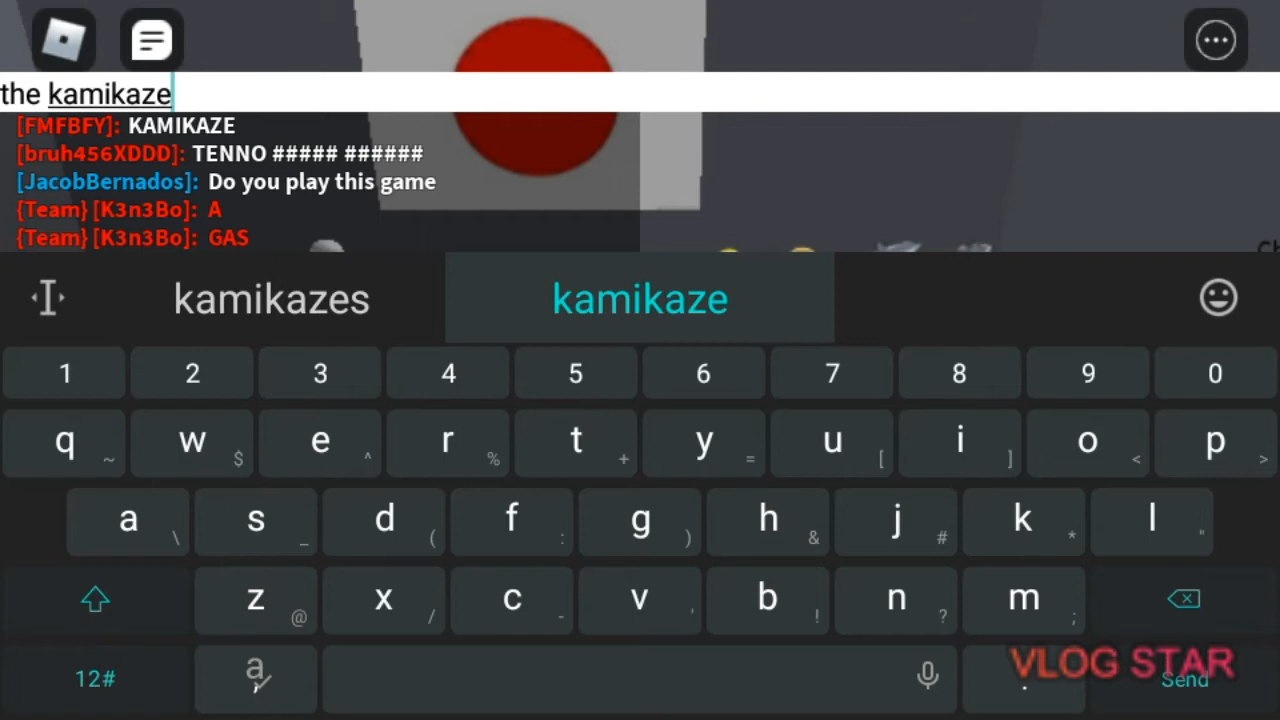 the kamikaze
[FMFBFY]: KAMIKAZE
[bruh456XDDD]: TENNO ##### ######
[JacobBernados]: Do you play this game
{Team} [K3n3Bo]: A
{Team} [K3n3Bo]: GAS
kamikazes kamikaze
1 2 3 4 5 6 7 8 9 0
q ~ w $ e ^ r % t + y = u [ i ] o < p >
a \ s _ d ( f : g ) h & j # k * l "
z @ x / c - v ' b ! n ? m ;
VLOG STAR
12# a , . Send